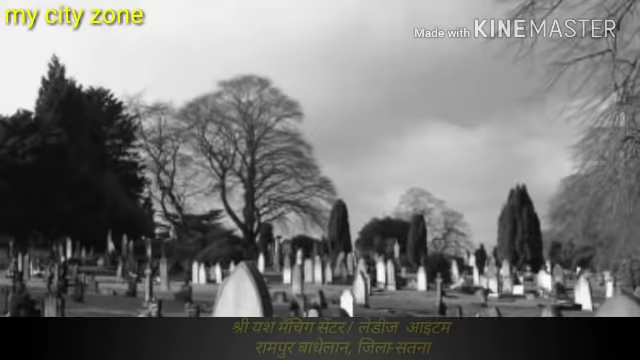 my city zone
Made with KINEMASTER
श्री यश मैचिंग सेंटर / लेडीज आइटम
रामपुर बाधेलान, जिला-सतना